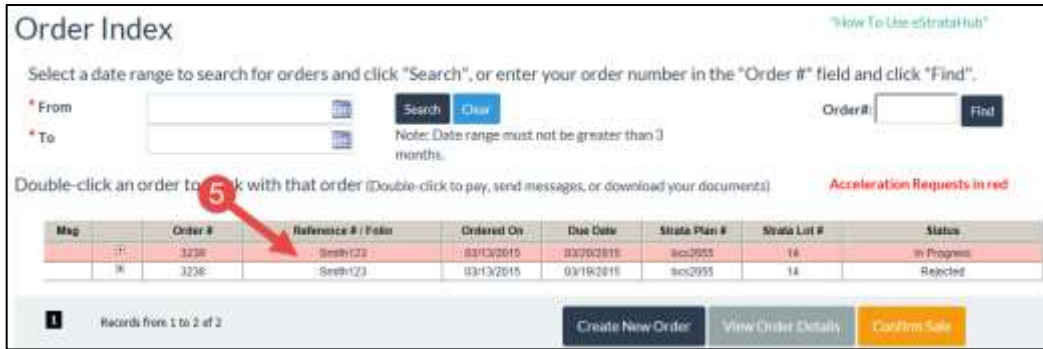 Order Index
"How To Use eStrataHub"
Select a date range to search for orders and click "Search", or enter your order number in the "Order #" field and click "Find".
* From
Search Clear
Order#: Find
* To
Note: Date range must not be greater than 3
months.
Double-click an order to work with that order (Double-click to pay, send messages, or download your documents)
Acceleration Requests in red
5
Msg Order # Reference # / Folio Ordered On Due Date Strata Plan # Strata Lot # Status
3238 Smith123 03/13/2015 03/20/2015 bcs2055 14 In Progress
3238 Smith123 03/13/2015 03/19/2015 bcs2055 14 Rejected
1 Records from 1 to 2 of 2
Create New Order View Order Details Confirm Sale